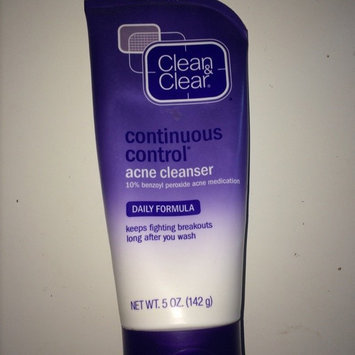 Clean
&
Clear®
continuous
control®
acne cleanser
10% benzoyl peroxide acne medication
DAILY FORMULA
keeps fighting breakouts
long after you wash
NET WT. 5 OZ. (142 g)